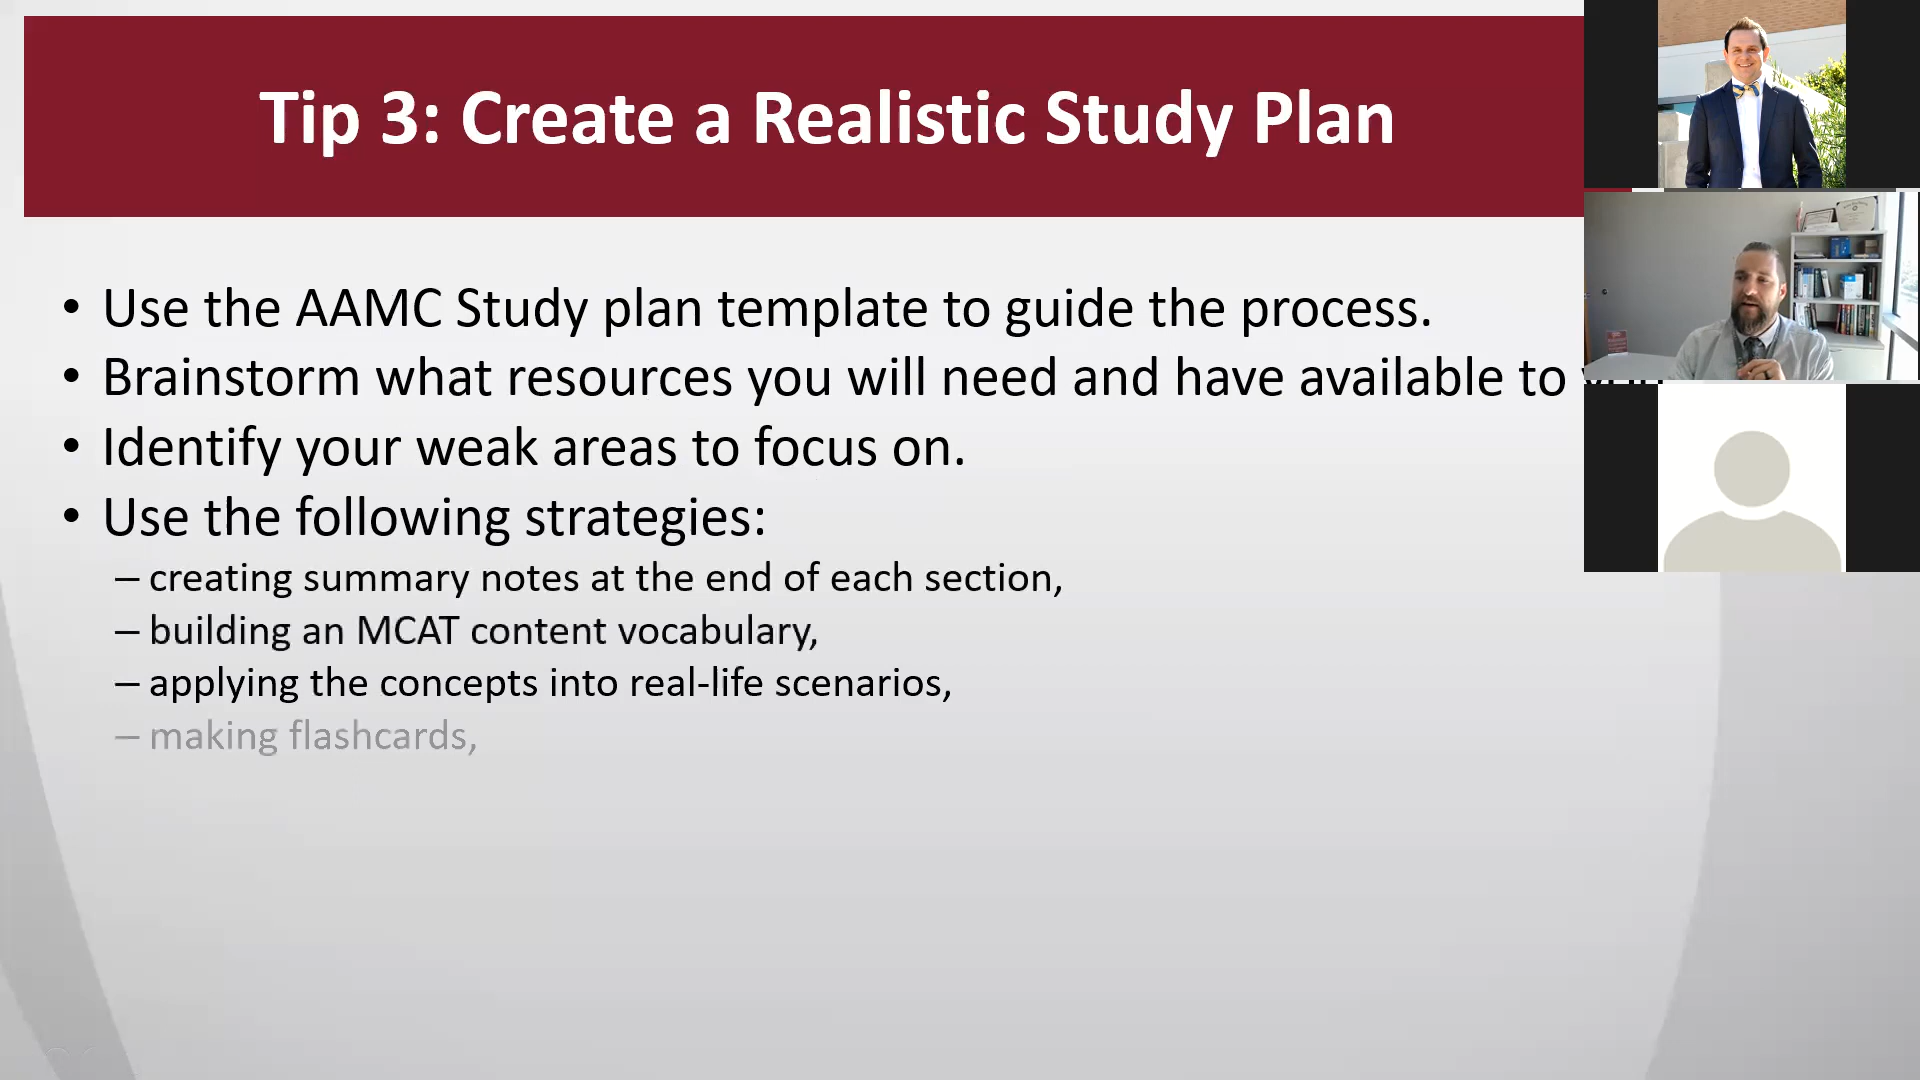 Tip 3: Create a Realistic Study Plan
• Use the AAMC Study plan template to guide the process.
• Brainstorm what resources you will need and have available to
• Identify your weak areas to focus on.
• Use the following strategies:
– creating summary notes at the end of each section,
– building an MCAT content vocabulary,
– applying the concepts into real-life scenarios,
– making flashcards,